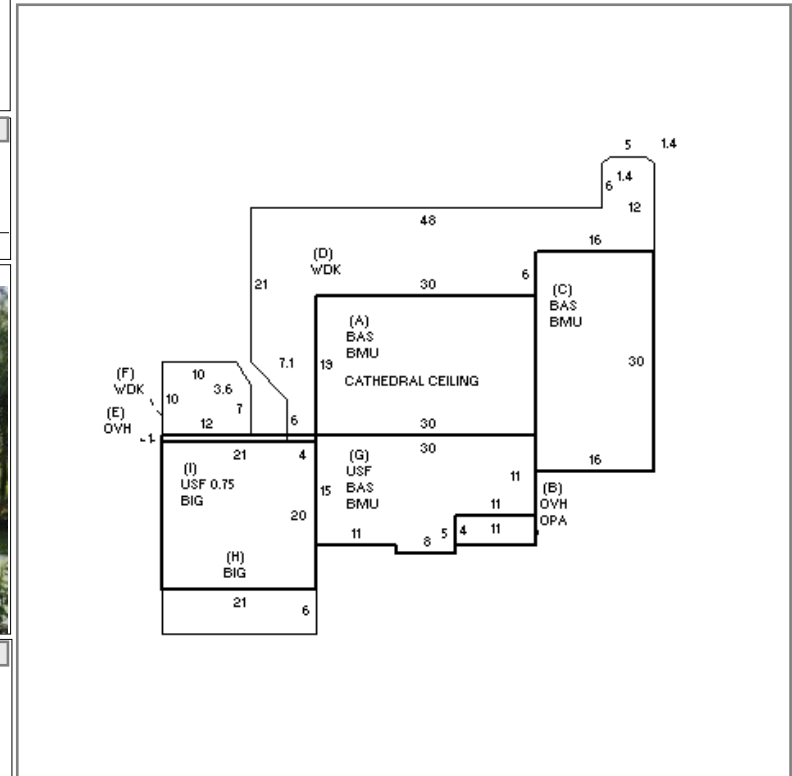 5
1.4
1.4
6
12
48
16
(D)
WDK
6
21
30
(C)
BAS
BMU
(A)
BAS
BMU
7.1
19
30
(F)
WDK
10
3.6
CATHEDRAL CEILING
10
7
(E)
OVH
12
6
30
1
21
4
(G)
USF
BAS
BMU
30
16
(I)
USF 0.75
BIG
11
15
(B)
OVH
OPA
20
11
11
5
4
11
8
(H)
BIG
21
6